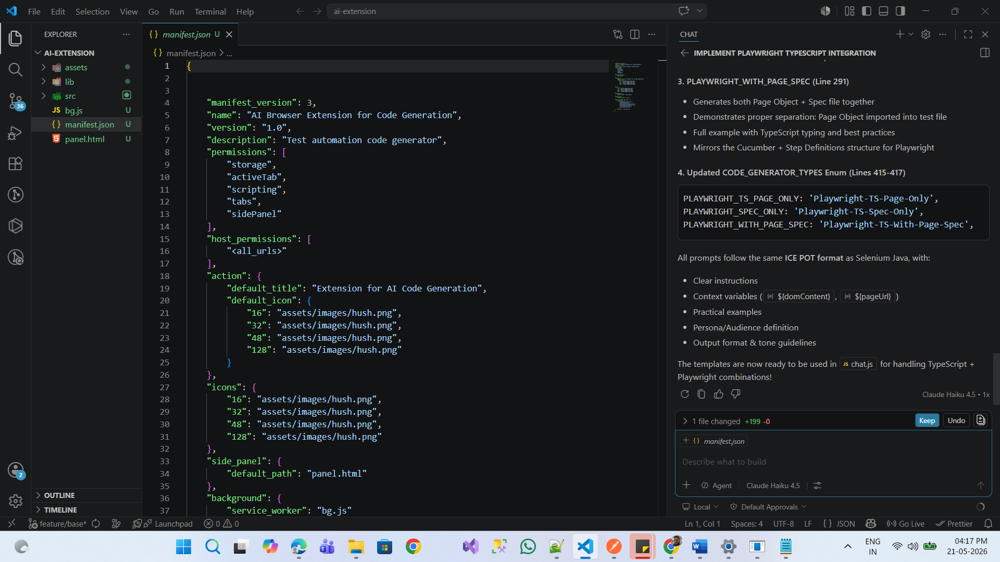 File Edit Selection View Go Run Terminal Help
ai-extension
EXPLORER
AI-EXTENSION
assets
lib
src
JS bg.js U
{} manifest.json U
panel.html U
36
2
OUTLINE
TIMELINE
{} manifest.json U
{} manifest.json > ...
1 {
2
3
4 "manifest_version": 3,
5 "name": "AI Browser Extension for Code Generation",
6 "version": "1.0",
7 "description": "Test automation code generator",
8 "permissions": [
9 "storage",
10 "activeTab",
11 "scripting",
12 "tabs",
13 "sidePanel"
14 ],
15 "host_permissions": [
16 "<all_urls>"
17 ],
18 "action": {
19 "default_title": "Extension for AI Code Generation",
20 "default_icon": {
21 "16": "assets/images/hush.png",
22 "32": "assets/images/hush.png",
23 "48": "assets/images/hush.png",
24 "128": "assets/images/hush.png"
25 }
26 },
27 "icons": {
28 "16": "assets/images/hush.png",
29 "32": "assets/images/hush.png",
30 "48": "assets/images/hush.png",
31 "128": "assets/images/hush.png"
32 },
33 "side_panel": {
34 "default_path": "panel.html"
35 },
36 "background": {
37 "service_worker": "bg.js"
CHAT
IMPLEMENT PLAYWRIGHT TYPESCRIPT INTEGRATION
3. PLAYWRIGHT_WITH_PAGE_SPEC (Line 291)
• Generates both Page Object + Spec file together
• Demonstrates proper separation: Page Object imported into test file
• Full example with TypeScript typing and best practices
• Mirrors the Cucumber + Step Definitions structure for Playwright
4. Updated CODE_GENERATOR_TYPES Enum (Lines 415-417)
PLAYWRIGHT_TS_PAGE_ONLY: 'Playwright-TS-Page-Only',
PLAYWRIGHT_SPEC_ONLY: 'Playwright-TS-Spec-Only',
PLAYWRIGHT_WITH_PAGE_SPEC: 'Playwright-TS-With-Page-Spec',
All prompts follow the same ICE POT format as Selenium Java, with:
• Clear instructions
• Context variables ( ${domContent} , ${pageUrl} )
• Practical examples
• Persona/Audience definition
• Output format & tone guidelines
The templates are now ready to be used in JS chat.js for handling TypeScript +
Playwright combinations!
Claude Haiku 4.5 • 1x
1 file changed +199 -0
Keep Undo
{} manifest.json
Describe what to build
Agent Claude Haiku 4.5
Local Default Approvals
feature/base* Launchpad 0 0
Ln 1, Col 1 Spaces: 4 UTF-8 LF {} JSON Go Live Prettier
ENG
IN
04:17 PM
21-05-2026